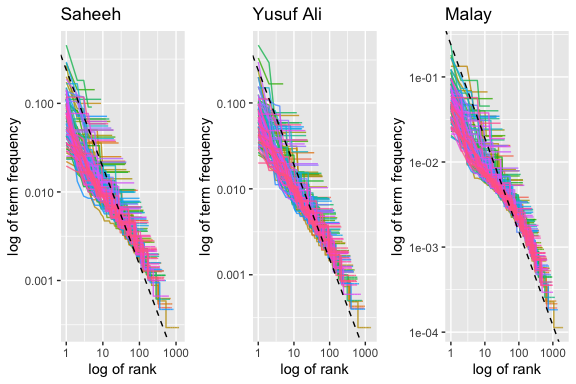 Saheeh
Yusuf Ali
Malay
log of term frequency
0.100
0.010
0.001
1
10
100
1000
log of rank
log of term frequency
0.100
0.010
0.001
1
10
100
1000
log of rank
log of term frequency
1e-01
1e-02
1e-03
1e-04
1
10
100
1000
log of rank